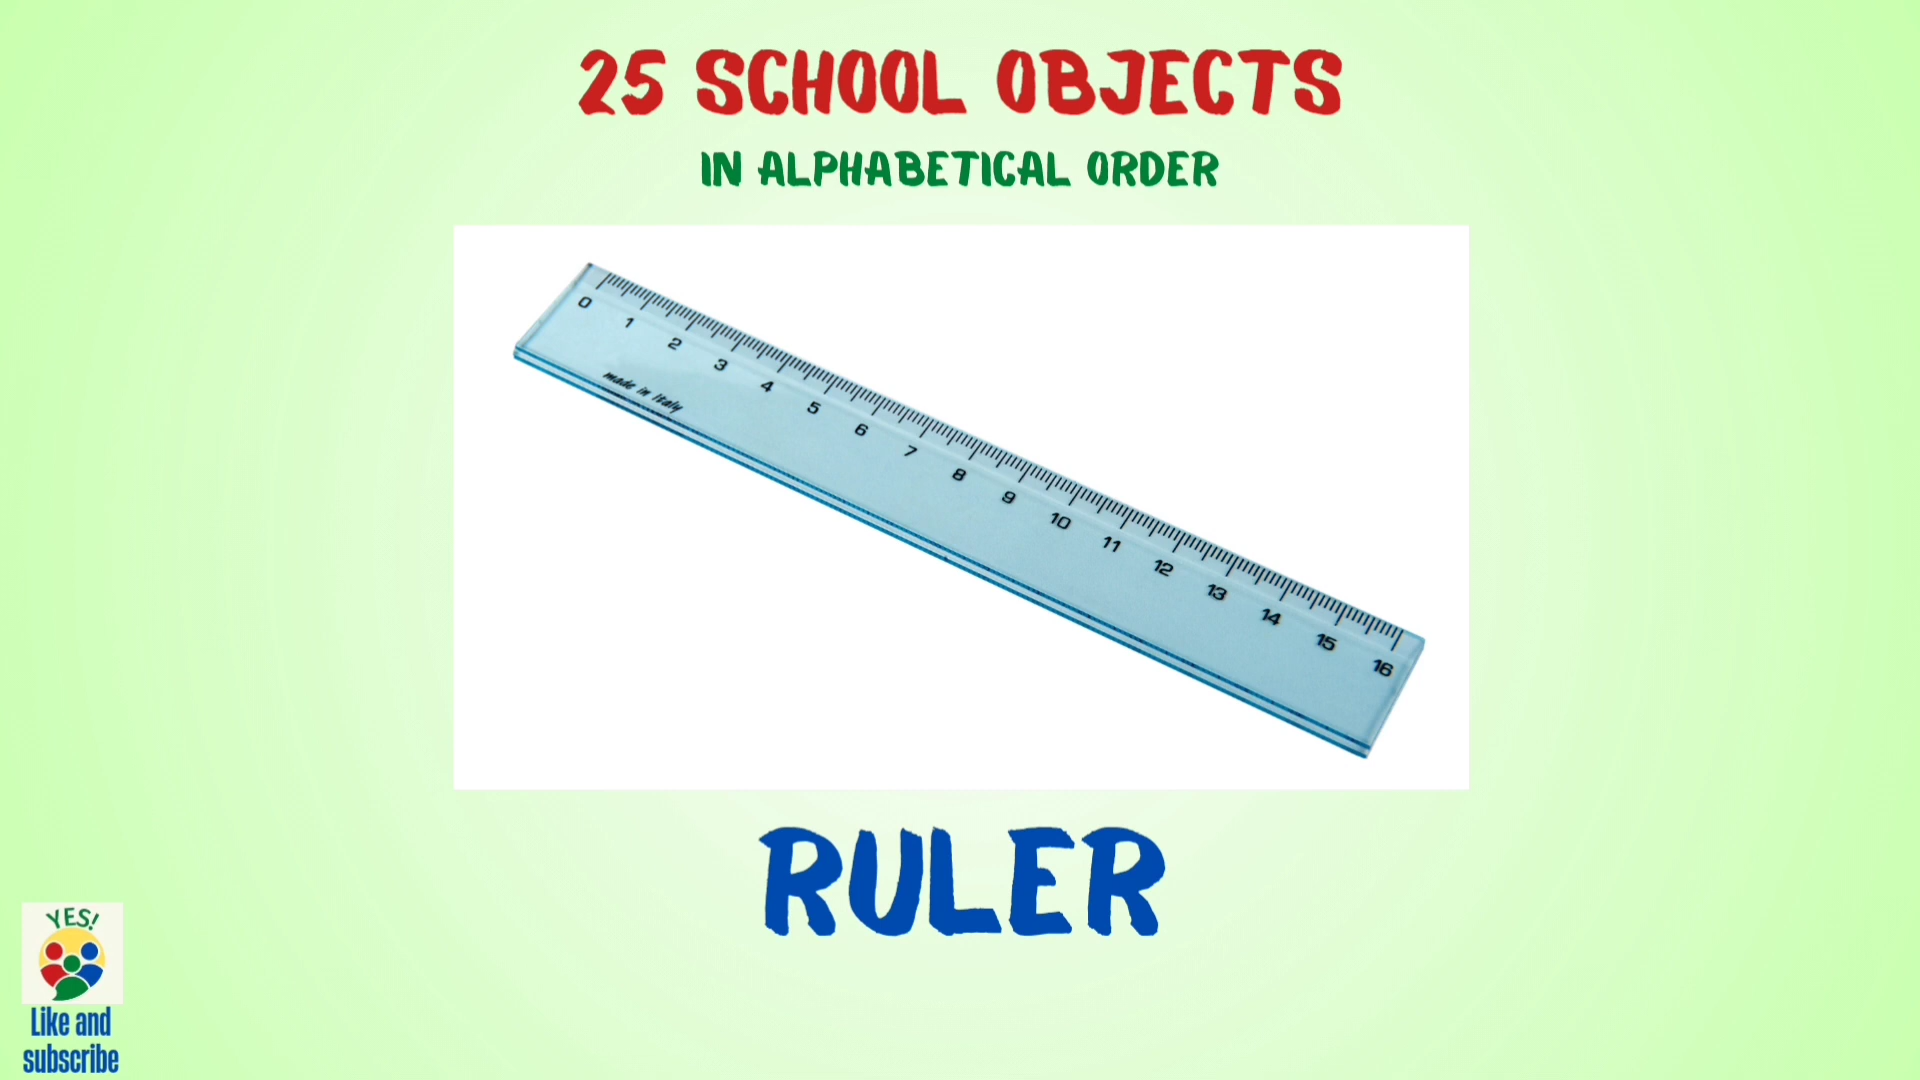 25 SCHOOL OBJECTS
IN ALPHABETICAL ORDER
0 1 2 3 4 5 6 7 8 9 10 11 12 13 14 15 16
made in Italy
RULER
YES!
Like and
subscribe